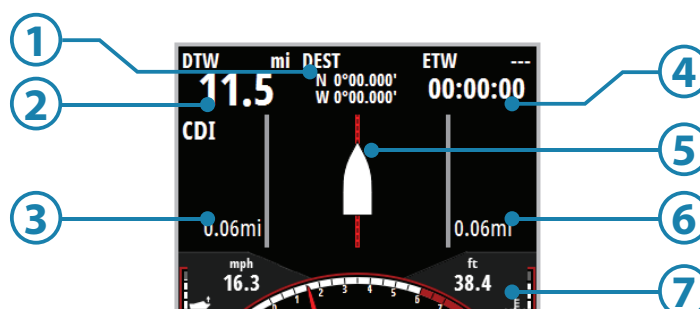 1
2
3
4
5
6
7
DTW mi DEST ETW ---
11.5 N 0°00.000' 00:00:00
W 0°00.000'
CDI
0.06mi 0.06mi
mph ft
16.3 38.4
0 1 2 3 4 5 6 7
E